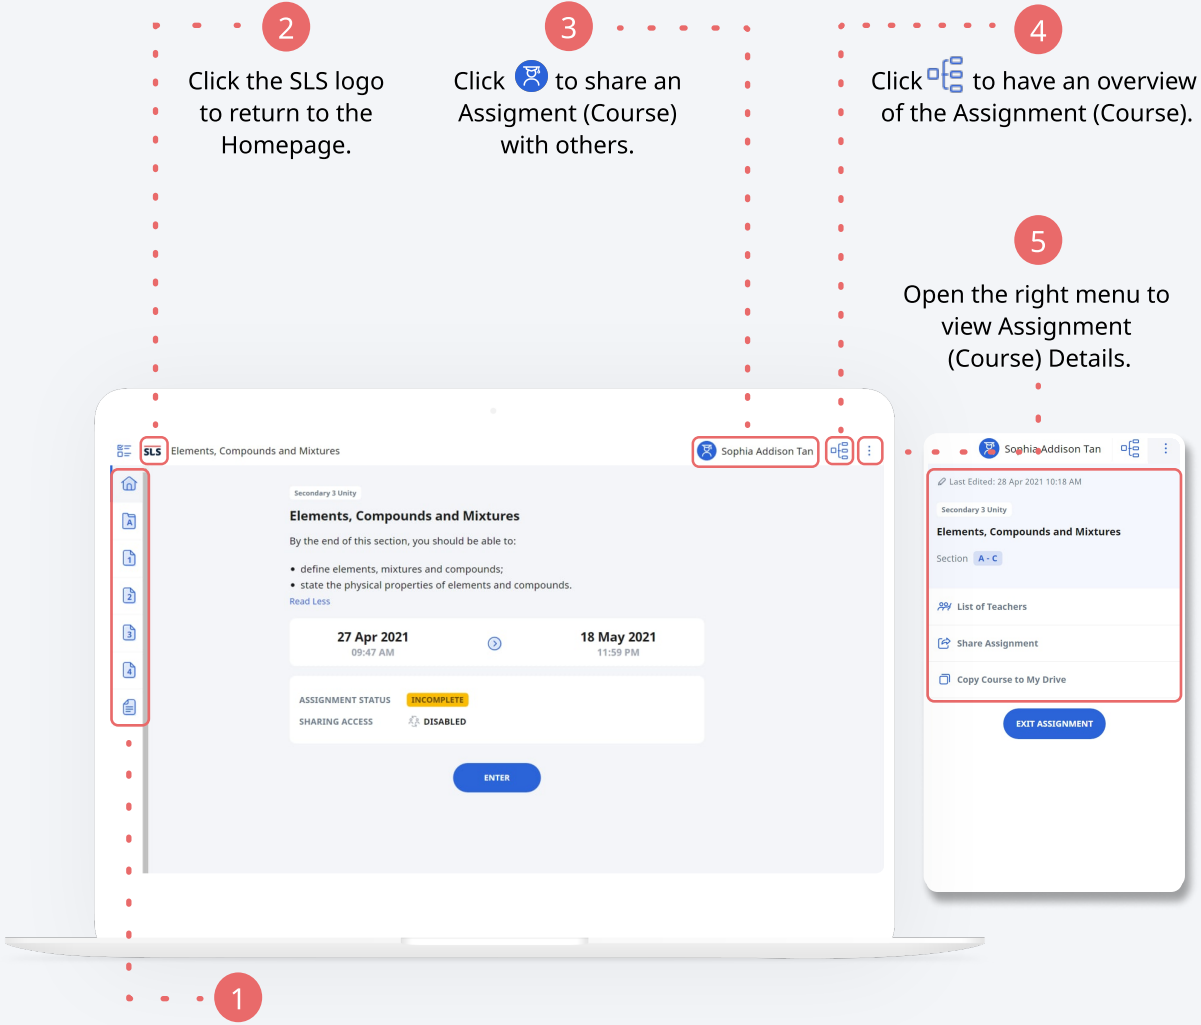 2
Click the SLS logo
to return to the
Homepage.
3
Click to share an
Assigment (Course)
with others.
4
Click to have an overview
of the Assignment (Course).
5
Open the right menu to
view Assignment
(Course) Details.
SLS Elements, Compounds and Mixtures
Sophia Addison Tan
A
1
2
3
4
Secondary 3 Unity
Elements, Compounds and Mixtures
By the end of this section, you should be able to:
• define elements, mixtures and compounds;
• state the physical properties of elements and compounds.
Read Less
27 Apr 2021
09:47 AM
18 May 2021
11:59 PM
ASSIGNMENT STATUS INCOMPLETE
SHARING ACCESS DISABLED
ENTER
Sophia Addison Tan
Last Edited: 28 Apr 2021 10:18 AM
Secondary 3 Unity
Elements, Compounds and Mixtures
Section A - C
List of Teachers
Share Assignment
Copy Course to My Drive
EXIT ASSIGNMENT
1